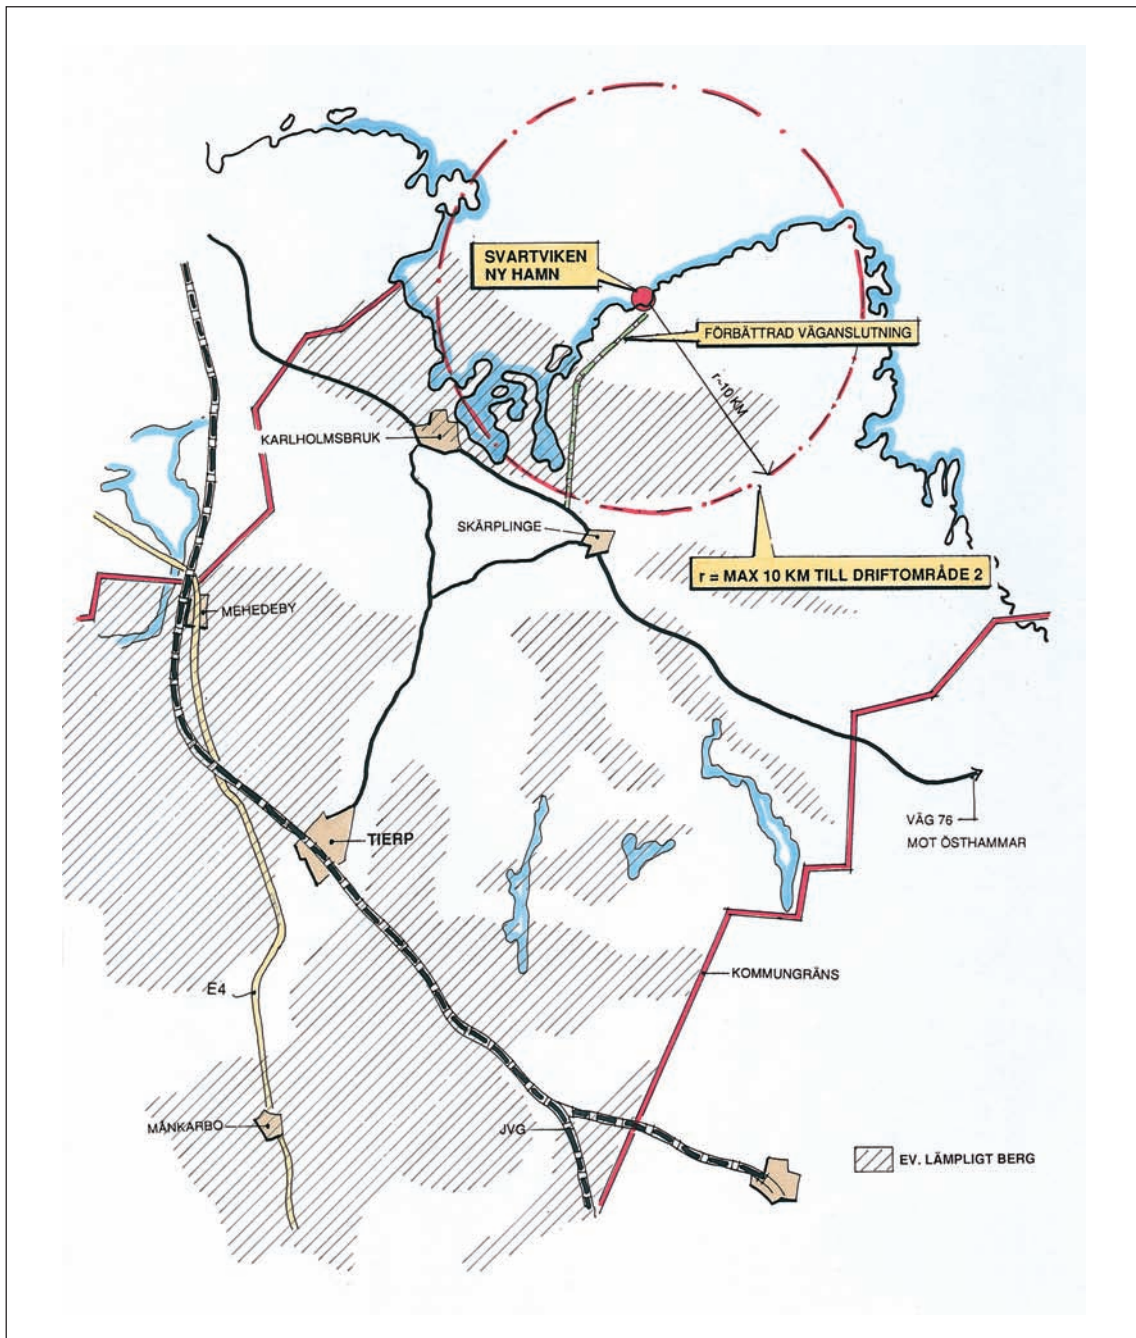 SVARTVIKEN
NY HAMN
FÖRBÄTTRAD VÄGANSLUTNING
r~10 KM
KARLHOLMSBRUK
SKÄRPLINGE
r = MAX 10 KM TILL DRIFTOMRÅDE 2
MEHEDEBY
VÄG 76
MOT ÖSTHAMMAR
TIERP
KOMMUNGRÄNS
E4
MÅNKARBO
JVG
EV. LÄMPLIGT BERG